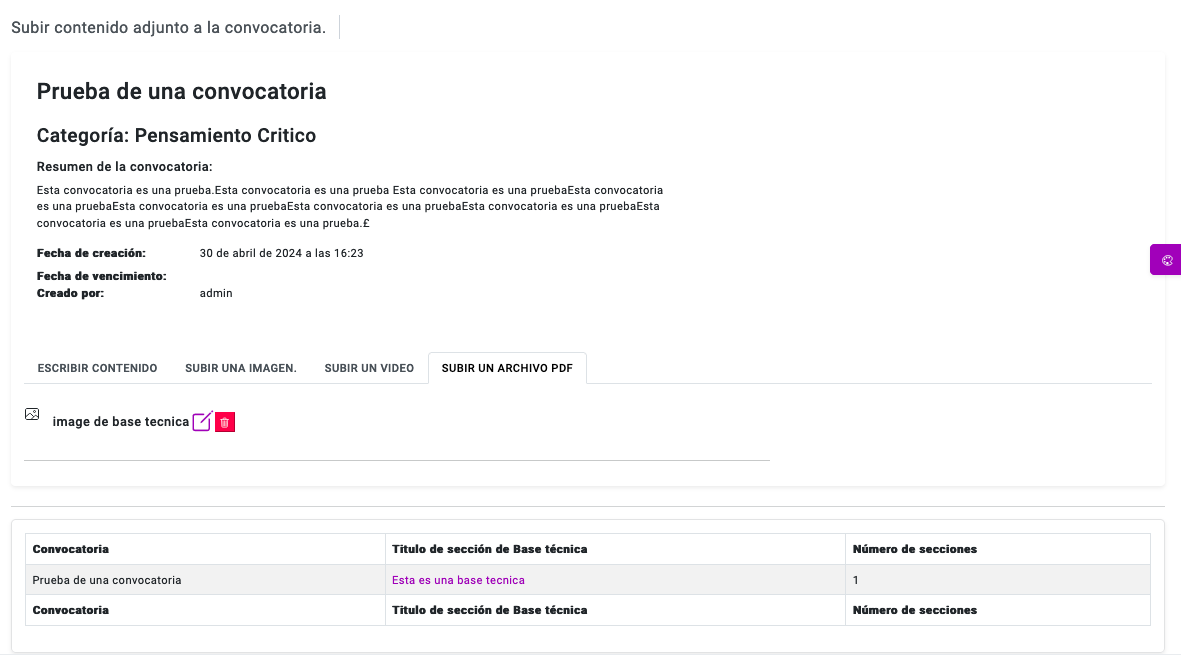 Subir contenido adjunto a la convocatoria.
Prueba de una convocatoria
Categoría: Pensamiento Critico
Resumen de la convocatoria:
Esta convocatoria es una prueba.Esta convocatoria es una prueba Esta convocatoria es una pruebaEsta convocatoria
es una pruebaEsta convocatoria es una pruebaEsta convocatoria es una pruebaEsta convocatoria es una pruebaEsta
convocatoria es una pruebaEsta convocatoria es una prueba.£
Fecha de creación: 30 de abril de 2024 a las 16:23
Fecha de vencimiento:
Creado por: admin
ESCRIBIR CONTENIDO SUBIR UNA IMAGEN. SUBIR UN VIDEO SUBIR UN ARCHIVO PDF
image de base tecnica
Convocatoria Titulo de sección de Base técnica Número de secciones
Prueba de una convocatoria Esta es una base tecnica 1
Convocatoria Titulo de sección de Base técnica Número de secciones